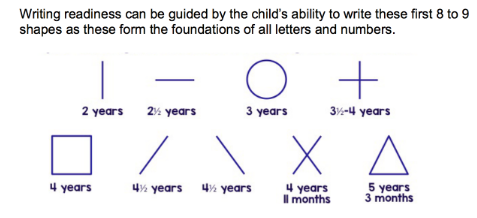 Writing readiness can be guided by the child's ability to write these first 8 to 9
shapes as these form the foundations of all letters and numbers.
2 years 2½ years 3 years 3½-4 years
4 years 4½ years 4½ years 4 years 5 years
11 months 3 months